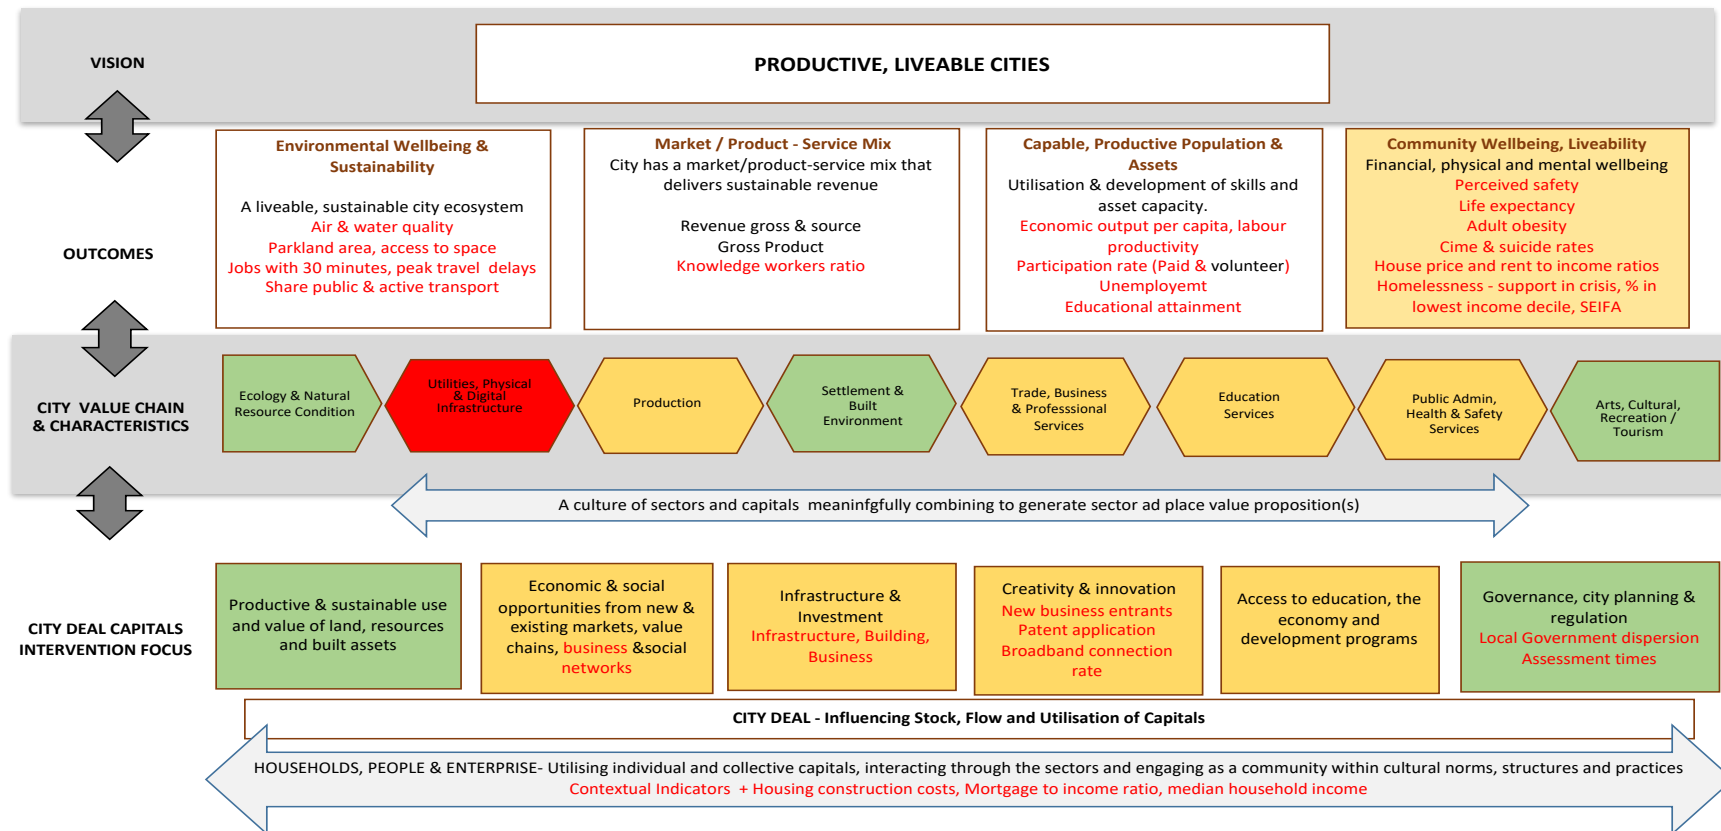 VISION
PRODUCTIVE, LIVEABLE CITIES
OUTCOMES
Environmental Wellbeing &
Sustainability
A liveable, sustainable city ecosystem
Air & water quality
Parkland area, access to space
Jobs with 30 minutes, peak travel delays
Share public & active transport
Market / Product - Service Mix
City has a market/product-service mix that
delivers sustainable revenue
Revenue gross & source
Gross Product
Knowledge workers ratio
Capable, Productive Population &
Assets
Utilisation & development of skills and
asset capacity.
Economic output per capita, labour
productivity
Participation rate (Paid & volunteer)
Unemployemt
Educational attainment
Community Wellbeing, Liveability
Financial, physical and mental wellbeing
Perceived safety
Life expectancy
Adult obesity
Cime & suicide rates
House price and rent to income ratios
Homelessness - support in crisis, % in
lowest income decile, SEIFA
CITY VALUE CHAIN
& CHARACTERISTICS
Ecology & Natural
Resource Condition
Utilities, Physical
& Digital
Infrastructure
Production
Settlement &
Built
Environment
Trade, Business
& Professsional
Services
Education
Services
Public Admin,
Health & Safety
Services
Arts, Cultural,
Recreation /
Tourism
A culture of sectors and capitals meaninfgfully combining to generate sector ad place value proposition(s)
CITY DEAL CAPITALS
INTERVENTION FOCUS
Productive & sustainable use
and value of land, resources
and built assets
Economic & social
opportunities from new &
existing markets, value
chains, business &social
networks
Infrastructure &
Investment
Infrastructure, Building,
Business
Creativity & innovation
New business entrants
Patent application
Broadband connection
rate
Access to education, the
economy and
development programs
Governance, city planning &
regulation
Local Government dispersion
Assessment times
CITY DEAL - Influencing Stock, Flow and Utilisation of Capitals
HOUSEHOLDS, PEOPLE & ENTERPRISE- Utilising individual and collective capitals, interacting through the sectors and engaging as a community within cultural norms, structures and practices
Contextual Indicators + Housing construction costs, Mortgage to income ratio, median household income